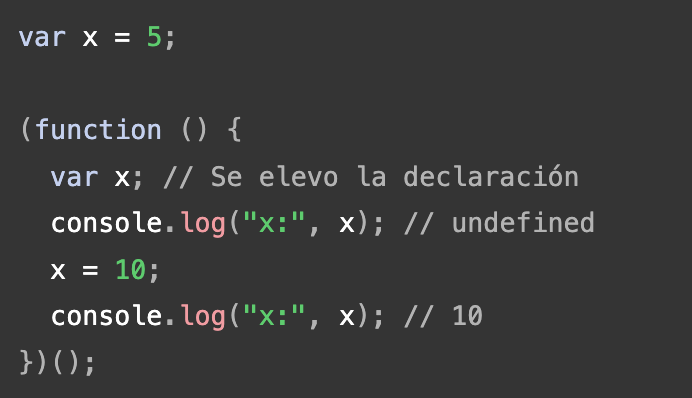 var x = 5;
(function () {
var x; // Se elevo la declaración
console.log("x:", x); // undefined
x = 10;
console.log("x:", x); // 10
})();